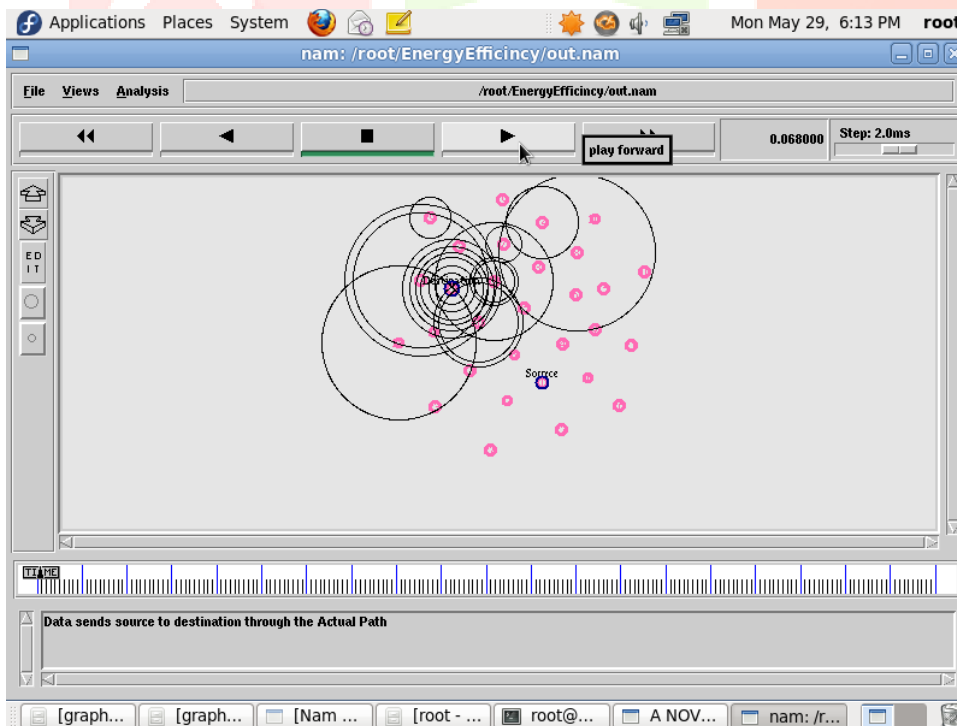 Applications Places System Mon May 29, 6:13 PM root
nam: /root/EnergyEfficincy/out.nam
File Views Analysis /root/EnergyEfficincy/out.nam
0.068000 Step: 2.0ms
play forward
E D
I T
Destination
Source
TIME
Data sends source to destination through the Actual Path
[graph... [graph... [Nam ... [root - ... root@... A NOV... nam: /r...